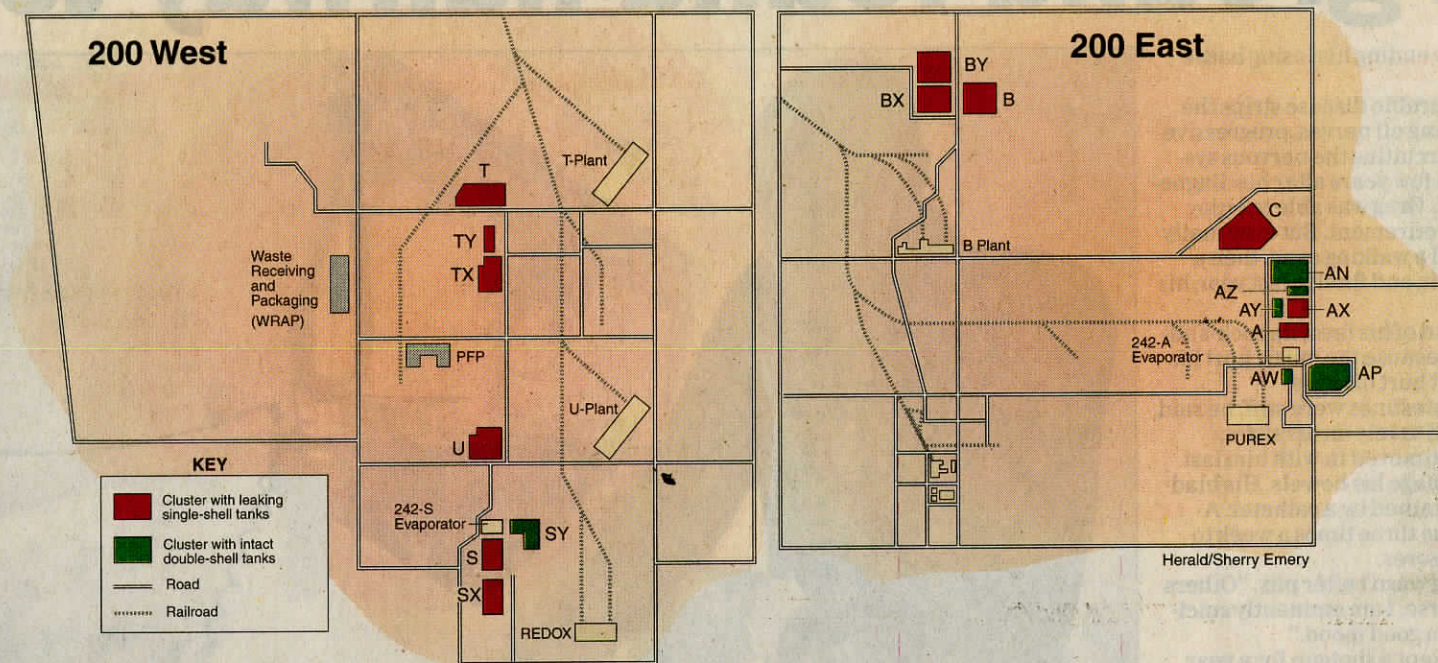 200 West
T
T-Plant
TY
TX
Waste
Receiving
and
Packaging
(WRAP)
PFP
U-Plant
U
242-S
Evaporator
SY
S
SX
REDOX
KEY
Cluster with leaking
single-shell tanks
Cluster with intact
double-shell tanks
Road
Railroad
200 East
BY
BX
B
C
B Plant
AN
AZ
AY
AX
A
242-A
Evaporator
AW
AP
PUREX
Herald/Sherry Emery